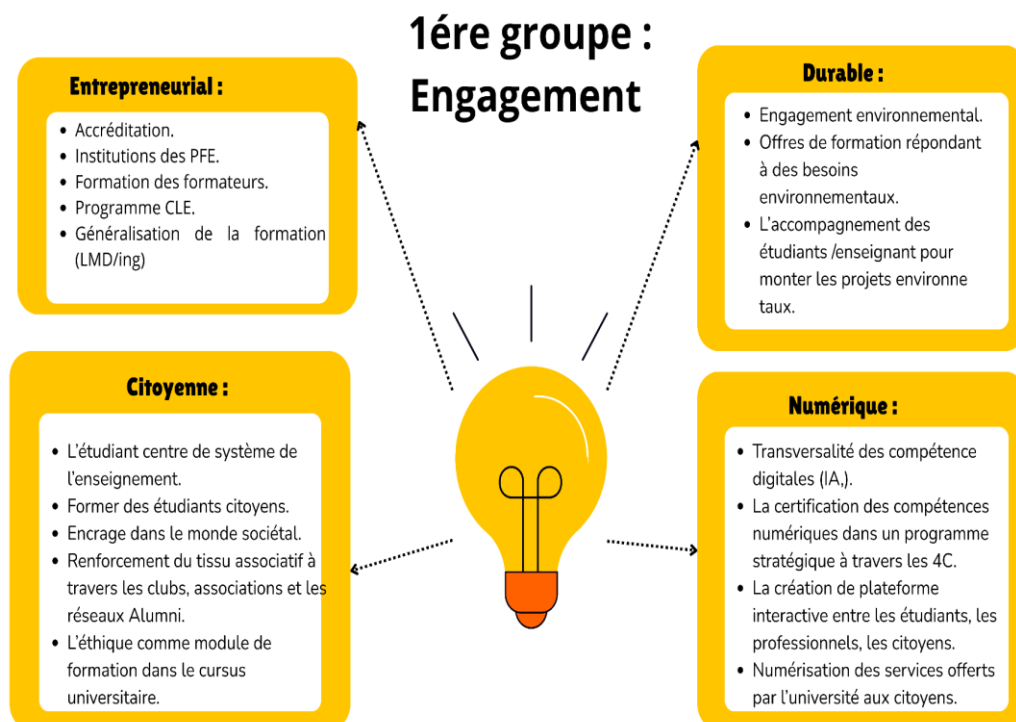 1ére groupe :
Engagement
Entrepreneurial :
• Accréditation.
• Institutions des PFE.
• Formation des formateurs.
• Programme CLE.
• Généralisation de la formation
(LMD/ing)
Durable :
• Engagement environnemental.
• Offres de formation répondant
à des besoins
environnementaux.
• L'accompagnement des
étudiants /enseignant pour
monter les projets environne
taux.
Citoyenne :
• L'étudiant centre de système de
l'enseignement.
• Former des étudiants citoyens.
• Encrage dans le monde sociétal.
• Renforcement du tissu associatif à
travers les clubs, associations et les
réseaux Alumni.
• L'éthique comme module de
formation dans le cursus
universitaire.
Numérique :
• Transversalité des compétence
digitales (IA,).
• La certification des compétences
numériques dans un programme
stratégique à travers les 4C.
• La création de plateforme
interactive entre les étudiants, les
professionnels, les citoyens.
• Numérisation des services offerts
par l'université aux citoyens.